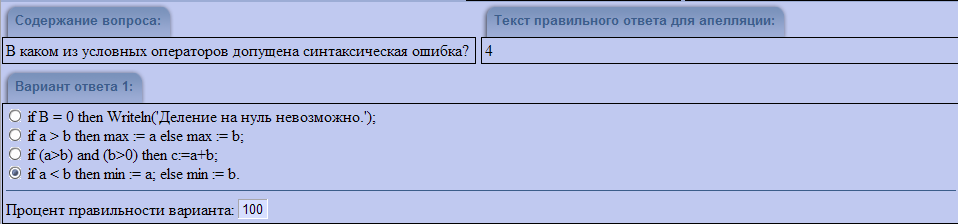 Содержание вопроса:
Текст правильного ответа для апелляции:
В каком из условных операторов допущена синтаксическая ошибка?
4
Вариант ответа 1:
if B = 0 then Writeln('Деление на нуль невозможно.');
if a > b then max := a else max := b;
if (a>b) and (b>0) then c:=a+b;
if a < b then min := a; else min := b.
Процент правильности варианта: 100